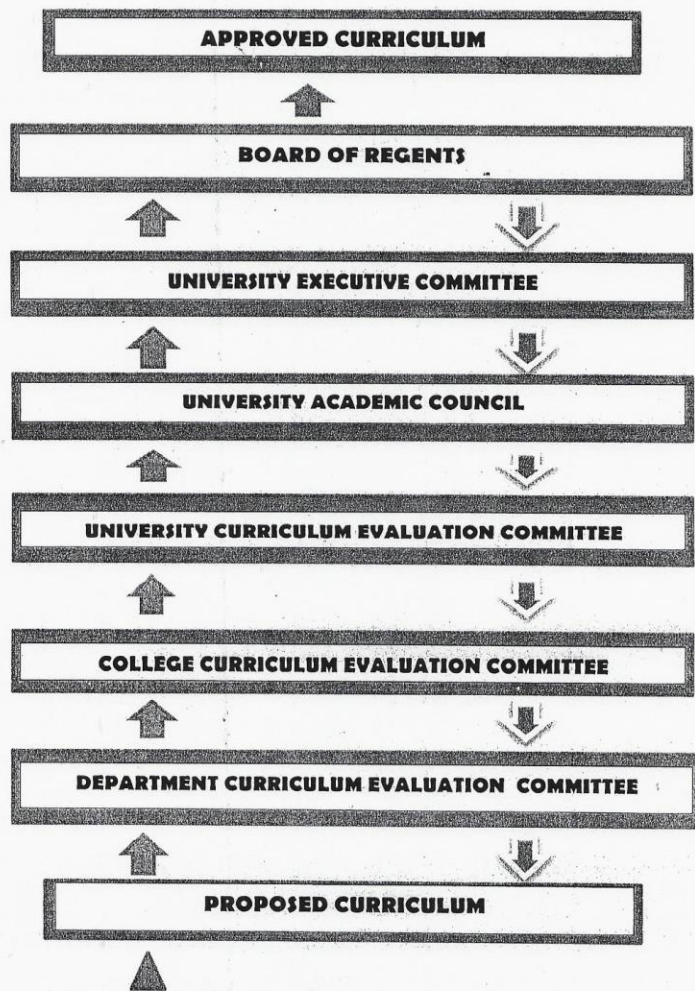 APPROVED CURRICULUM
BOARD OF REGENTS
UNIVERSITY EXECUTIVE COMMITTEE
UNIVERSITY ACADEMIC COUNCIL
UNIVERSITY CURRICULUM EVALUATION COMMITTEE
COLLEGE CURRICULUM EVALUATION COMMITTEE
DEPARTMENT CURRICULUM EVALUATION COMMITTEE
PROPOSED CURRICULUM